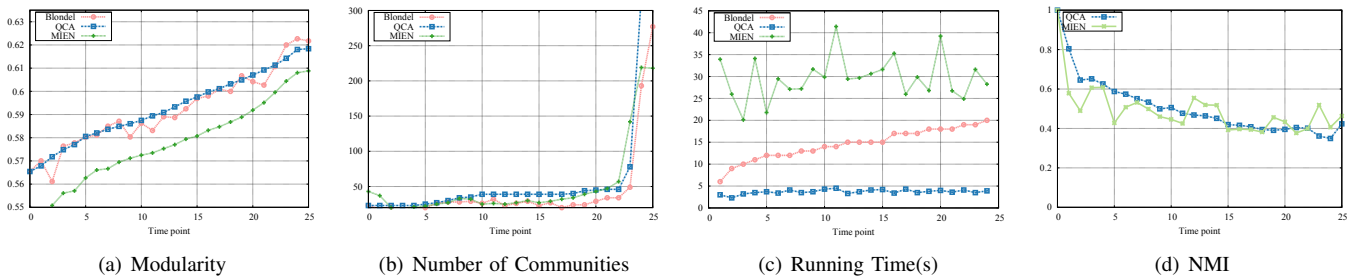 0.63
0.62
0.61
0.6
0.59
0.58
0.57
0.56
0.55
Blondel
QCA
MIEN
0 5 10 15 20 25
Time point
(a) Modularity
300
250
200
150
100
50
Blondel
QCA
MIEN
0 5 10 15 20 25
Time point
(b) Number of Communities
45
40
35
30
25
20
15
10
5
0
Blondel
QCA
MIEN
0 5 10 15 20 25
Time point
(c) Running Time(s)
1
0.8
0.6
0.4
0.2
0
QCA
MIEN
0 5 10 15 20 25
Time point
(d) NMI